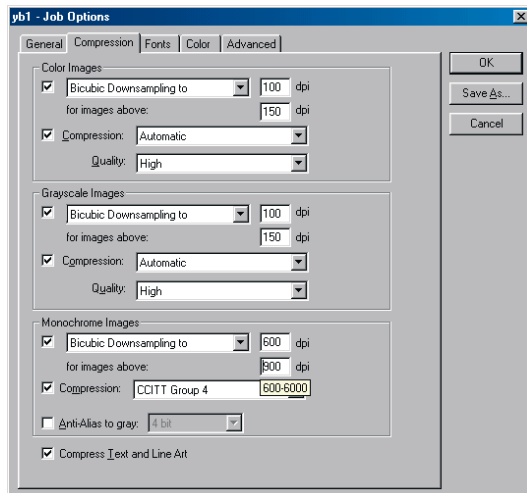 yb1 - Job Options
General Compression Fonts Color Advanced
OK
Save As...
Cancel
Color Images
Bicubic Downsampling to 100 dpi
for images above: 150 dpi
Compression: Automatic
Quality: High
Grayscale Images
Bicubic Downsampling to 100 dpi
for images above: 150 dpi
Compression: Automatic
Quality: High
Monochrome Images
Bicubic Downsampling to 600 dpi
for images above: 900 dpi
Compression: CCITT Group 4
600-6000
Anti-Alias to gray: 4 bit
Compress Text and Line Art